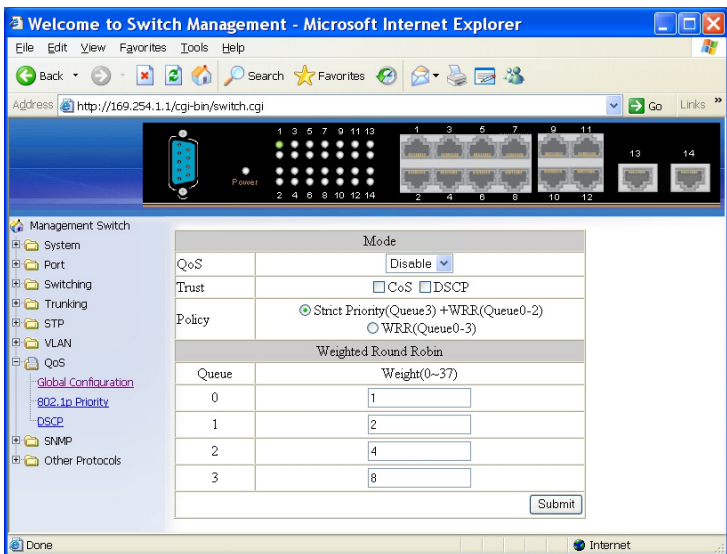 Welcome to Switch Management - Microsoft Internet Explorer
File Edit View Favorites Tools Help
Back Search Favorites
Address http://169.254.1.1/cgi-bin/switch.cgi Go Links »
1 3 5 7 9 11 13
Power
2 4 6 8 10 12 14
1 3 5 7 9 11
13 14
2 4 6 8 10 12
Management Switch
System
Port
Switching
Trunking
STP
VLAN
QoS
Global Configuration
802.1p Priority
DSCP
SNMP
Other Protocols
Mode
QoS Disable
Trust CoS DSCP
Policy Strict Priority(Queue3) +WRR(Queue0-2)
WRR(Queue0-3)
Weighted Round Robin
Queue Weight(0~37)
0 1
1 2
2 4
3 8
Submit
Done Internet